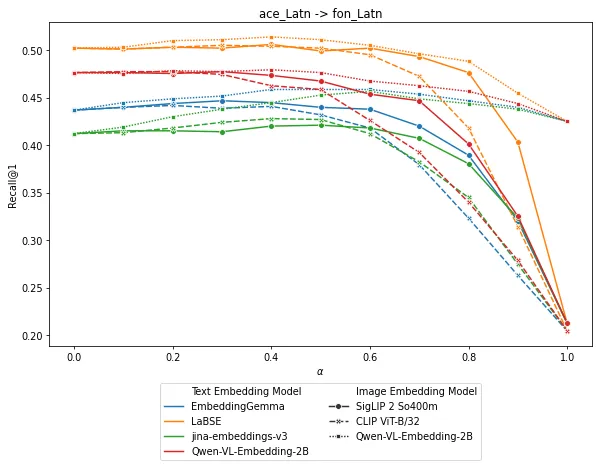 ace_Latn -> fon_Latn
Recall@1
0.50
0.45
0.40
0.35
0.30
0.25
0.20
0.0 0.2 0.4 0.6 0.8 1.0
α
Text Embedding Model Image Embedding Model
EmbeddingGemma SigLIP 2 So400m
LaBSE CLIP ViT-B/32
jina-embeddings-v3 Qwen-VL-Embedding-2B
Qwen-VL-Embedding-2B